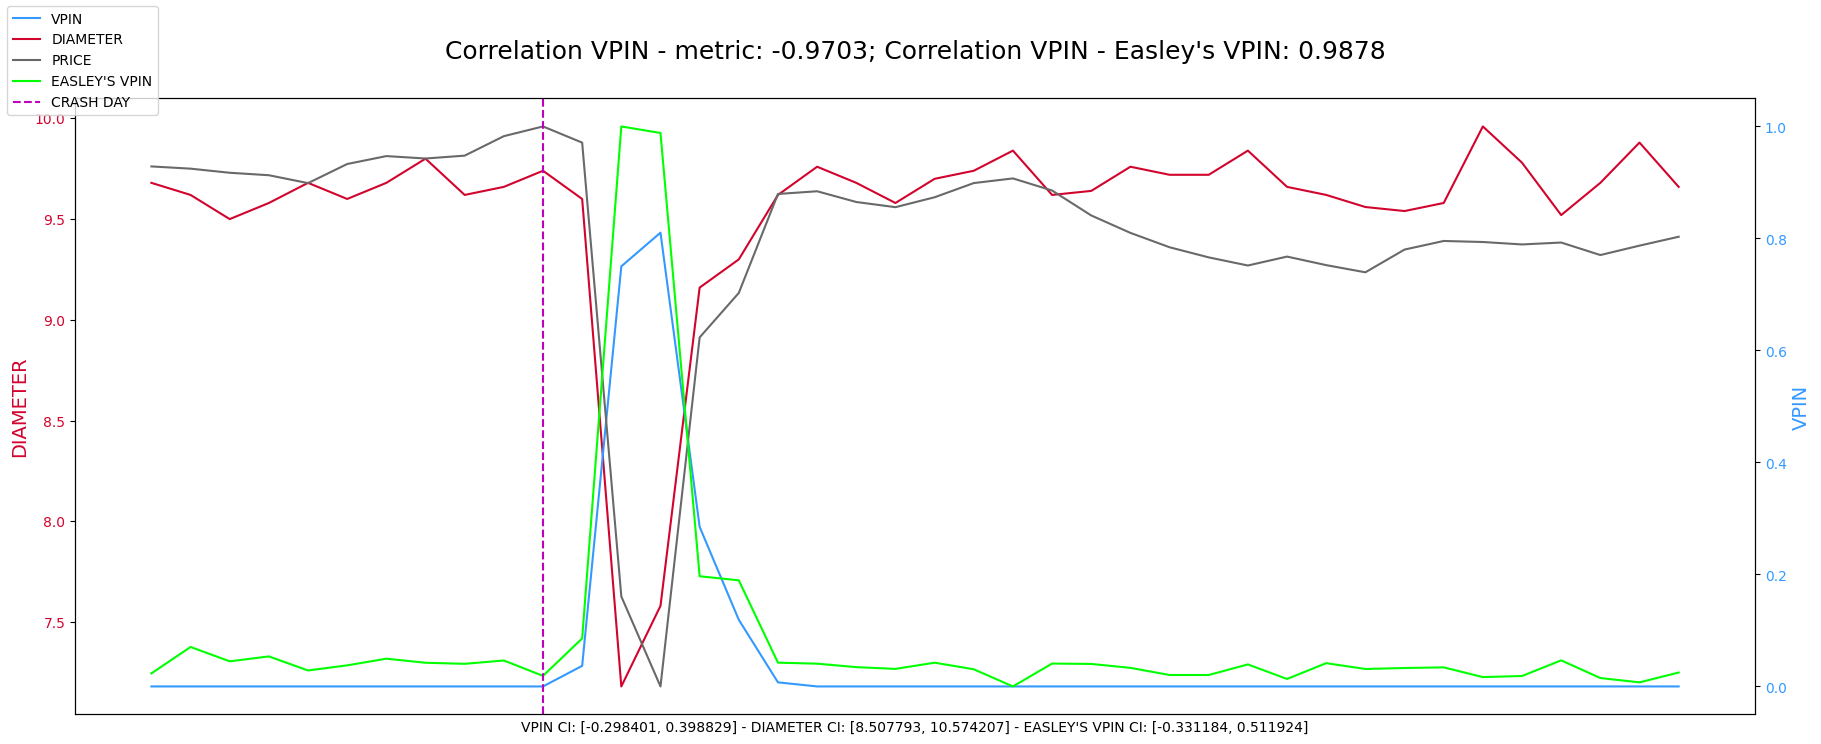 VPIN
DIAMETER
PRICE
EASLEY'S VPIN
CRASH DAY
Correlation VPIN - metric: -0.9703; Correlation VPIN - Easley's VPIN: 0.9878
10.0
9.5
9.0
8.5
8.0
7.5
DIAMETER
1.0
0.8
0.6
0.4
0.2
0.0
VPIN
VPIN CI: [-0.298401, 0.398829] - DIAMETER CI: [8.507793, 10.574207] - EASLEY'S VPIN CI: [-0.331184, 0.511924]